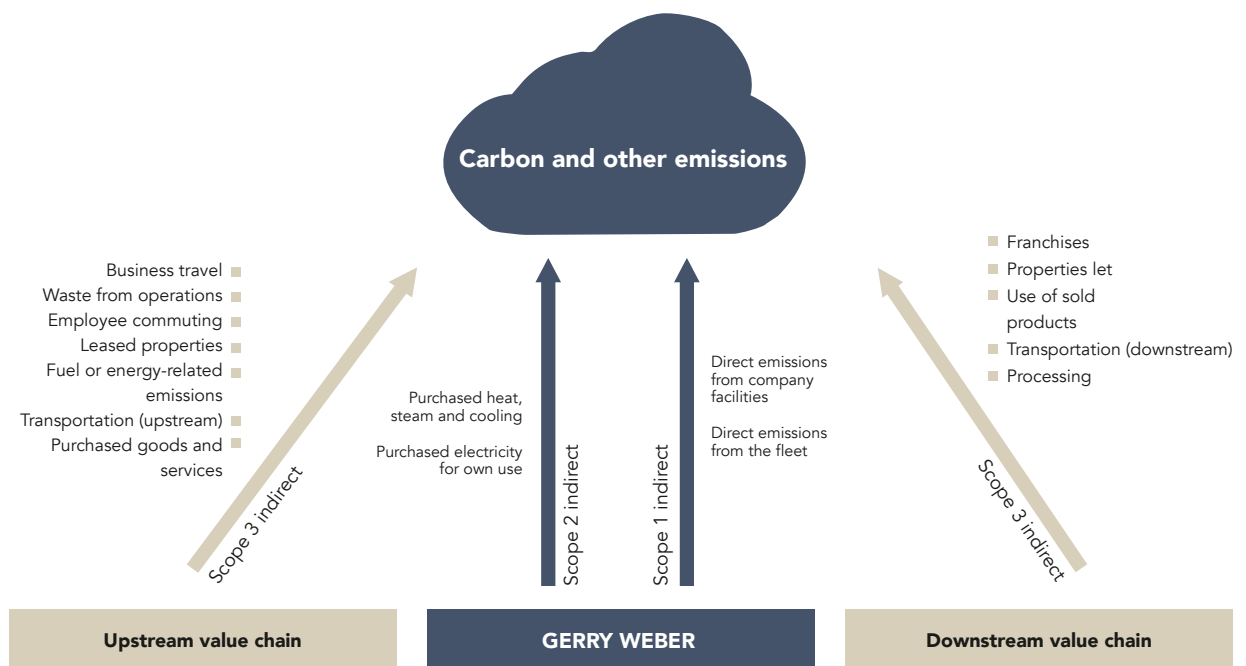 Carbon and other emissions
Business travel
Waste from operations
Employee commuting
Leased properties
Fuel or energy-related
emissions
Transportation (upstream)
Purchased goods and
services
Scope 3 indirect
Purchased heat,
steam and cooling
Purchased electricity
for own use
Scope 2 indirect
Scope 1 indirect
Direct emissions
from company
facilities
Direct emissions
from the fleet
Franchises
Properties let
Use of sold
products
Transportation (downstream)
Processing
Scope 3 indirect
Upstream value chain
GERRY WEBER
Downstream value chain